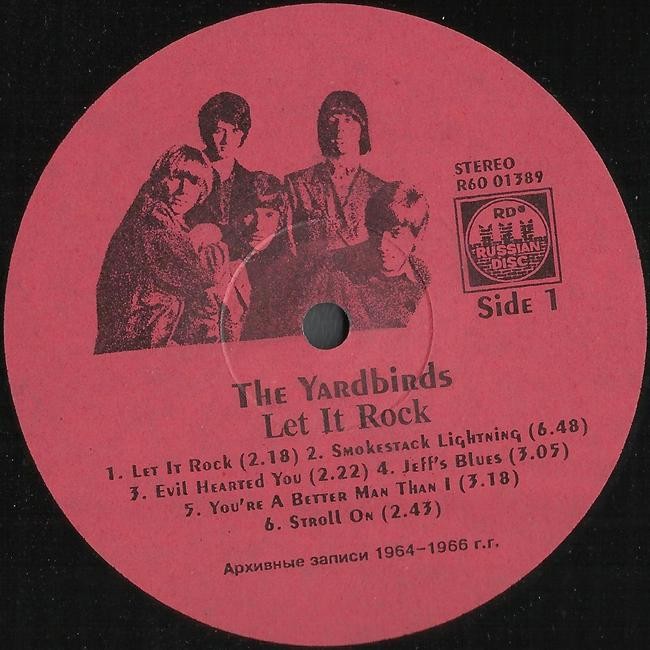 STEREO
R60 01389
RD®
RUSSIAN
DISC
Side 1
The Yardbirds
Let It Rock
1. Let It Rock (2.18) 2. Smokestack Lightning (6.48)
3. Evil Hearted You (2.22) 4. Jeff's Blues (3.05)
5. You're A Better Man Than I (3.18)
6. Stroll On (2.43)
Архивные записи 1964–1966 г.г.